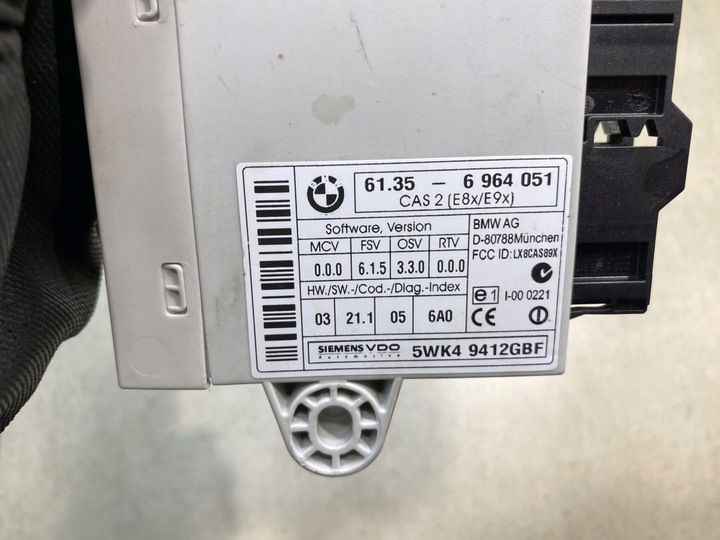 BMW
61.35 – 6 964 051
CAS 2 (E8x/E9x)
Software, Version
MCV FSV OSV RTV
0.0.0 6.1.5 3.3.0 0.0.0
HW./SW.-/Cod.-/Diag.-Index
03 21.1 05 6A0
BMW AG
D-80788München
FCC ID: LX8CAS89X
e1 I-00 0221
CE
SIEMENS VDO
Automotive
5WK4 9412GBF